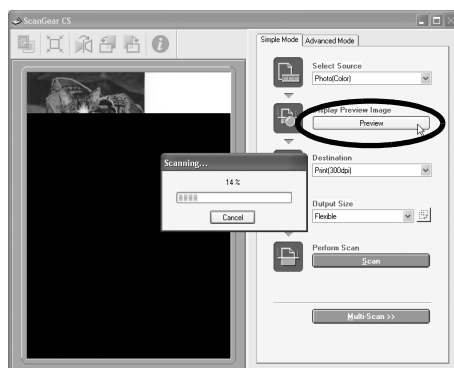 ScanGear CS
Simple Mode
Advanced Mode
Select Source
Photo(Color)
Display Preview Image
Preview
Scanning...
14 %
Cancel
Destination
Print(300dpi)
Output Size
Flexible
Perform Scan
Scan
Multi-Scan >>